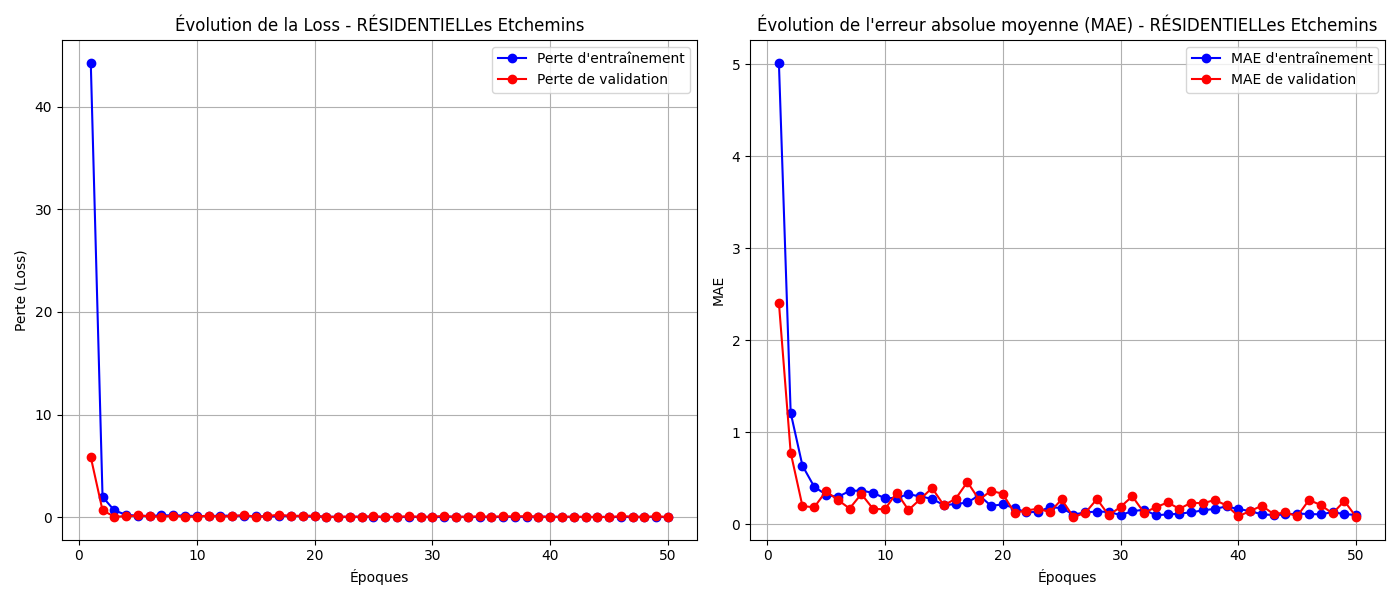 Évolution de la Loss - RÉSIDENTIELLes Etchemins
Perte d'entraînement
Perte de validation
40
30
20
10
0
Perte (Loss)
0 10 20 30 40 50
Époques
Évolution de l'erreur absolue moyenne (MAE) - RÉSIDENTIELLes Etchemins
MAE d'entraînement
MAE de validation
5
4
3
2
1
0
MAE
0 10 20 30 40 50
Époques